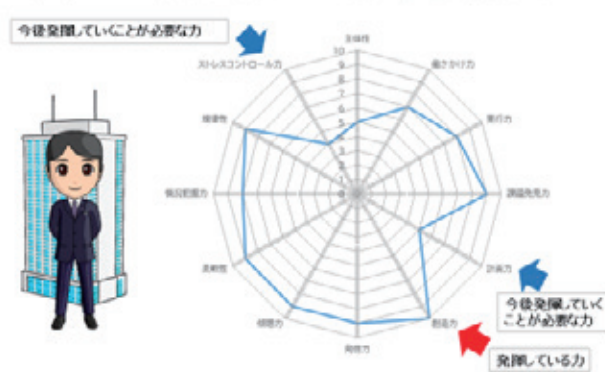 今後発揮していくことが必要な力
10
主体性
9
8
7
6
5
4
3
2
1
0
働きかけ力
実行力
課題発見力
計画力
創造力
発信力
傾聴力
柔軟性
情況把握力
規律性
ストレスコントロール力
今後発揮していく
ことが必要な力
発揮している力